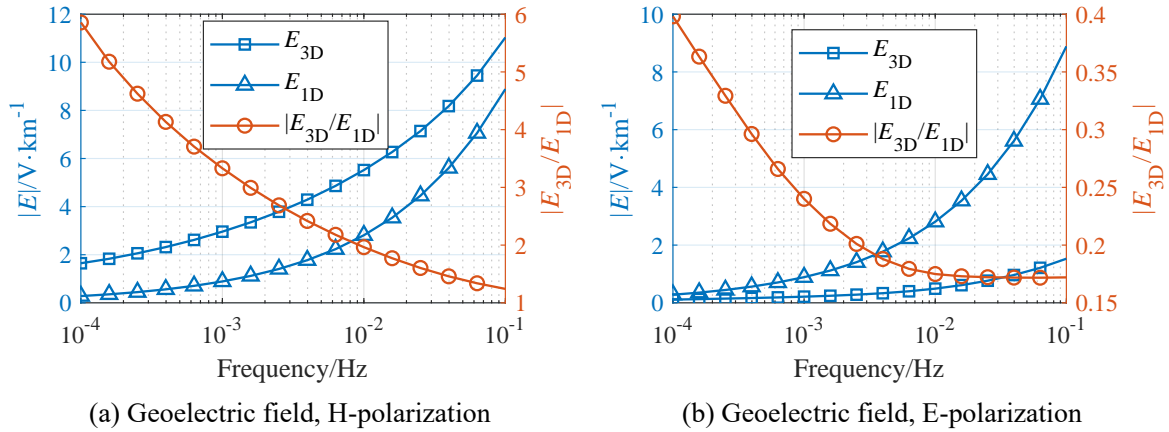 12
10
8
6
4
2
0
|E|/V·km⁻¹
6
5
4
3
2
1
|E₃D/E₁D|
E₃D
E₁D
|E₃D/E₁D|
10⁻⁴
10⁻³
10⁻²
10⁻¹
Frequency/Hz
(a) Geoelectric field, H-polarization
10
8
6
4
2
0
|E|/V·km⁻¹
0.4
0.35
0.3
0.25
0.2
0.15
|E₃D/E₁D|
E₃D
E₁D
|E₃D/E₁D|
10⁻⁴
10⁻³
10⁻²
10⁻¹
Frequency/Hz
(b) Geoelectric field, E-polarization